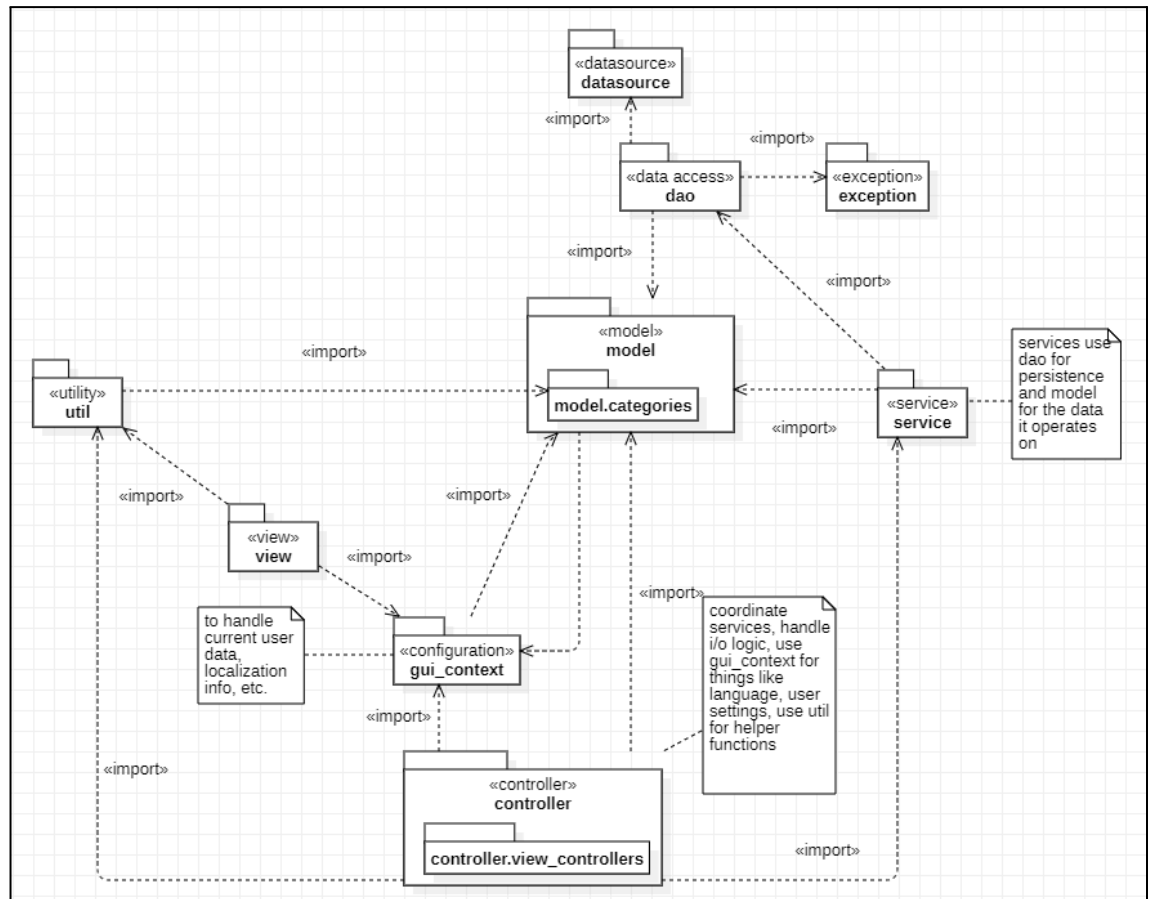 «datasource»
datasource
«import»
«import»
«data access»
dao
«exception»
exception
«import»
«import»
«model»
model
model.categories
«import»
«utility»
util
«import»
«service»
service
services use
dao for
persistence
and model
for the data
it operates
on
«import»
«import»
«view»
view
«import»
«import»
to handle
current user
data,
localization
info, etc.
«configuration»
gui_context
coordinate
services, handle
i/o logic, use
gui_context for
things like
language, user
settings, use util
for helper
functions
«import»
«import»
«controller»
controller
controller.view_controllers
«import»